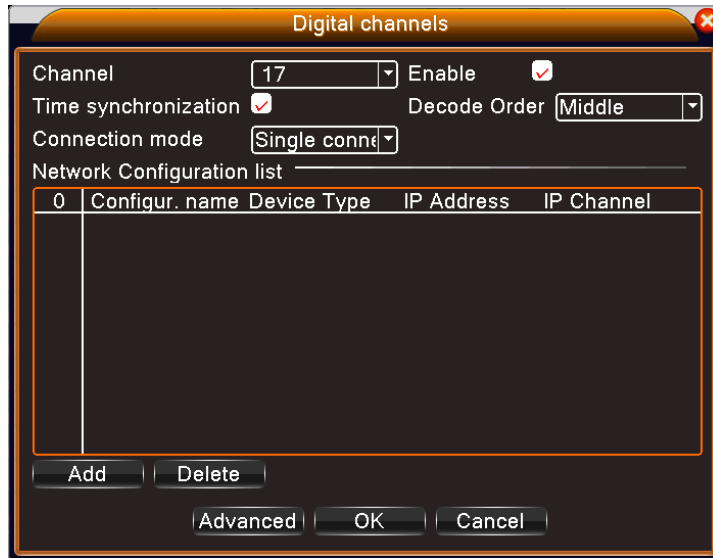 Digital channels
Channel 17 Enable
Time synchronization Decode Order Middle
Connection mode Single conne
Network Configuration list
0 Configur. name Device Type IP Address IP Channel
Add Delete
Advanced OK Cancel